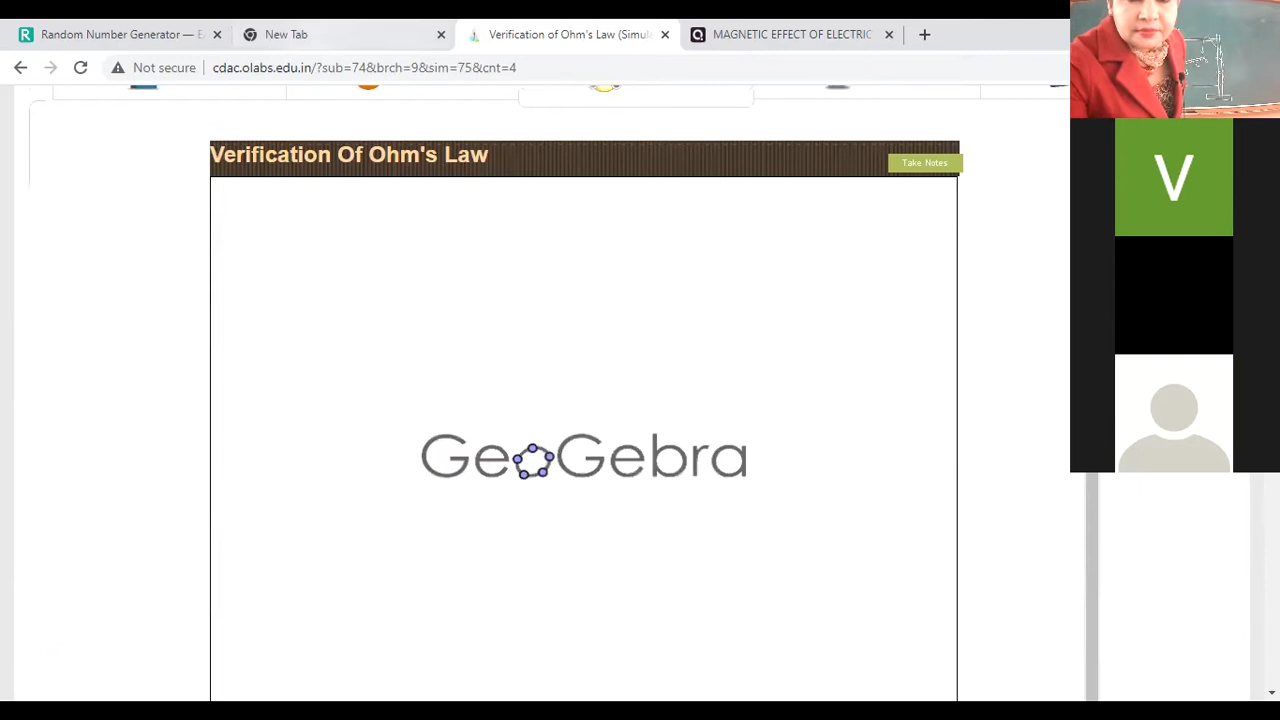 Random Number Generator — E
New Tab
Verification of Ohm's Law (Simul
MAGNETIC EFFECT OF ELECTRIC
Not secure
cdac.olabs.edu.in/?sub=74&brch=9&sim=75&cnt=4
Verification Of Ohm's Law
Take Notes
GeoGebra
V